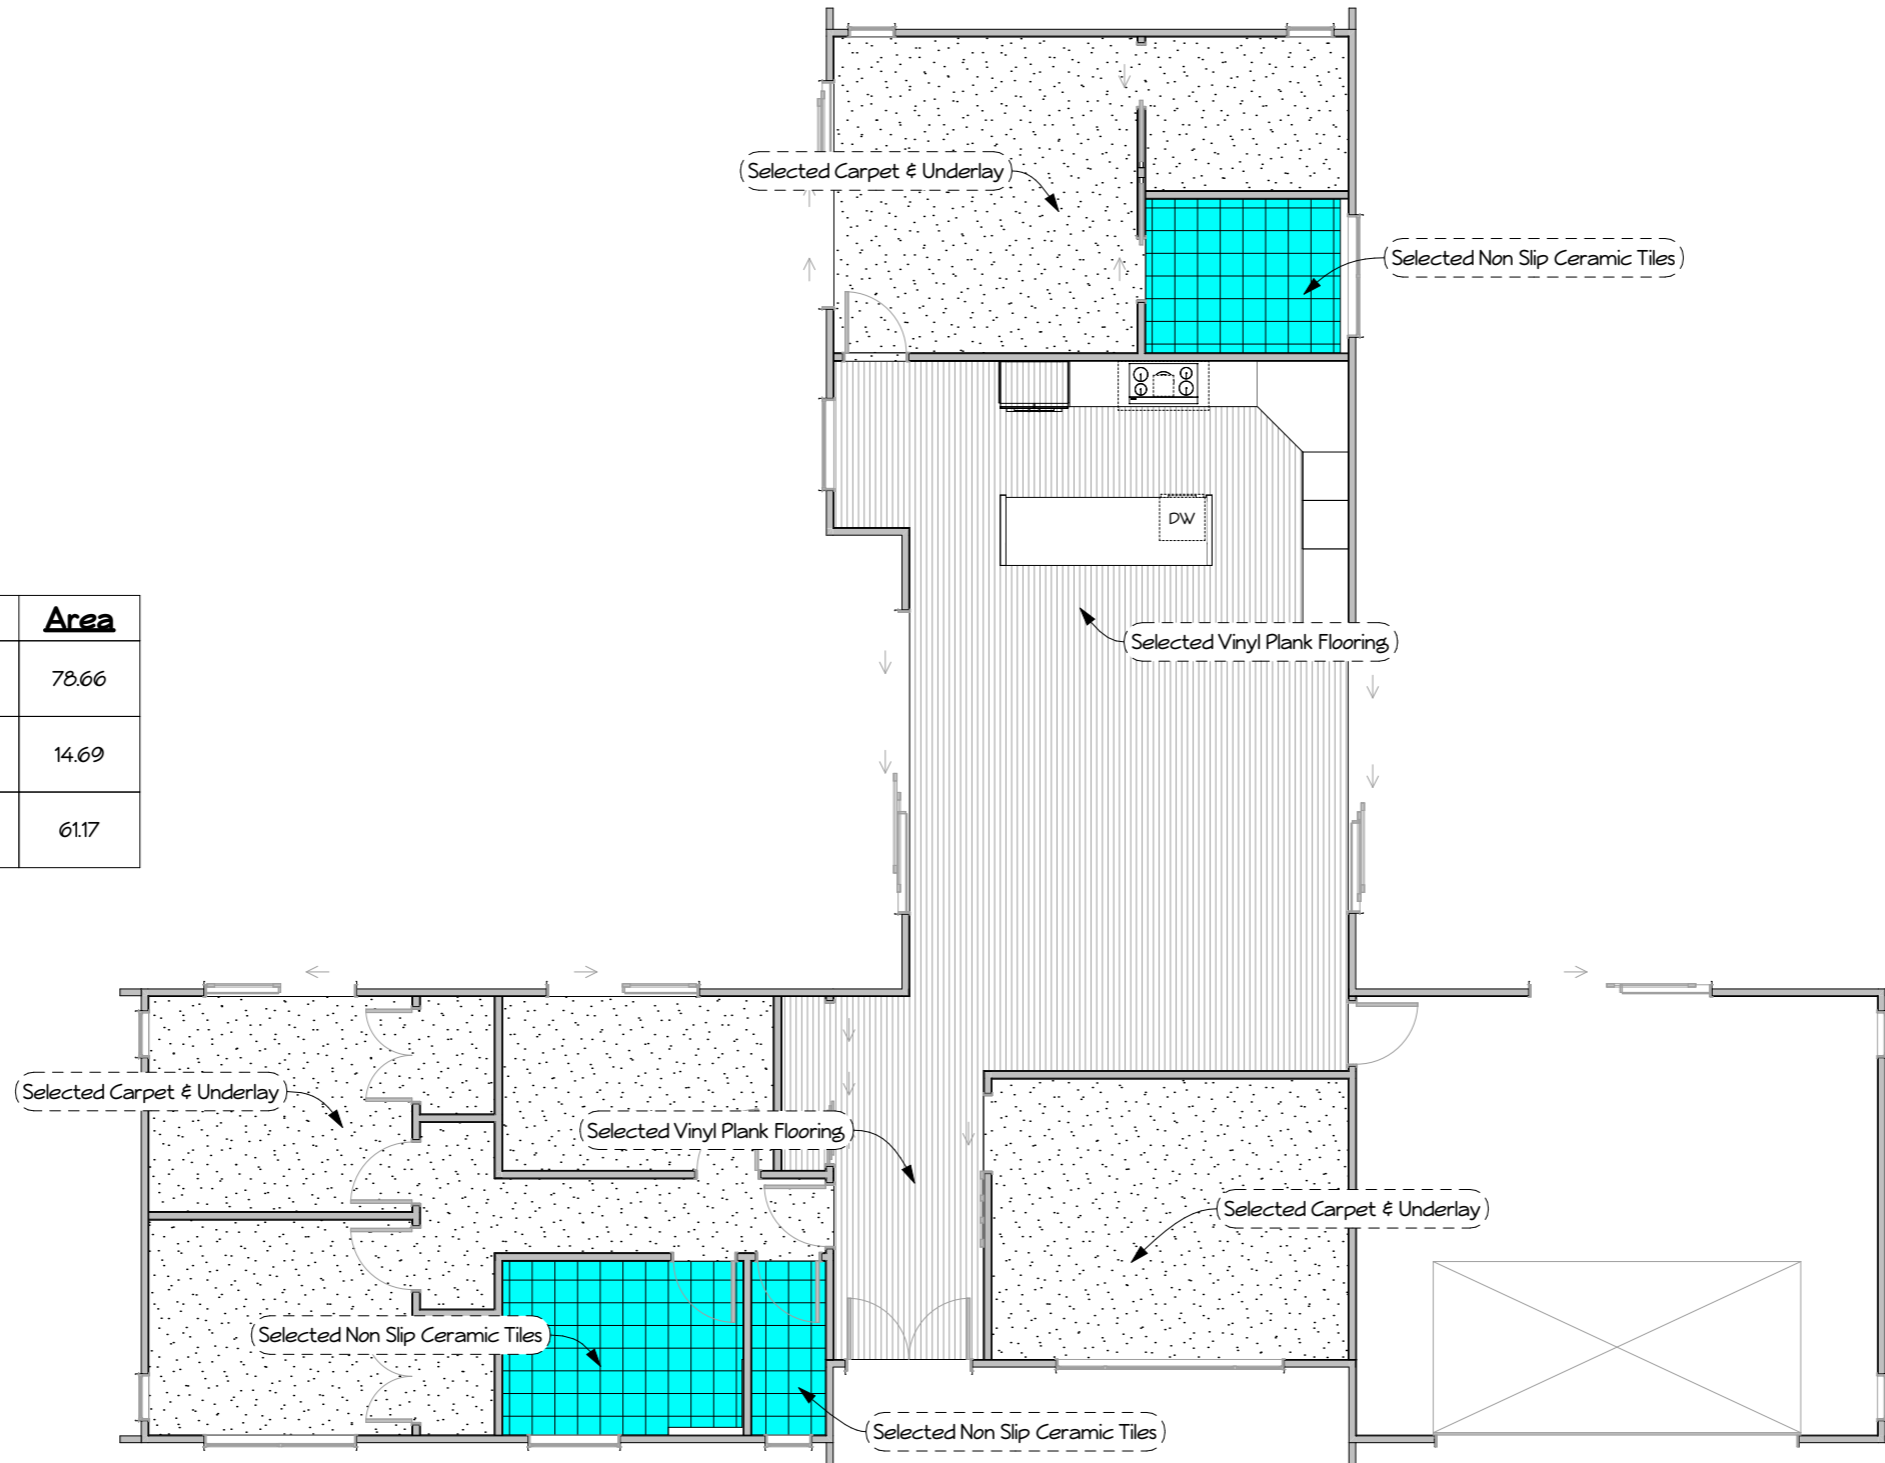 Selected Carpet & Underlay
Selected Non Slip Ceramic Tiles
DW
Area
Selected Vinyl Plank Flooring
78.66
14.69
61.17
Selected Carpet & Underlay
Selected Vinyl Plank Flooring
Selected Carpet & Underlay
Selected Non Slip Ceramic Tiles
Selected Non Slip Ceramic Tiles